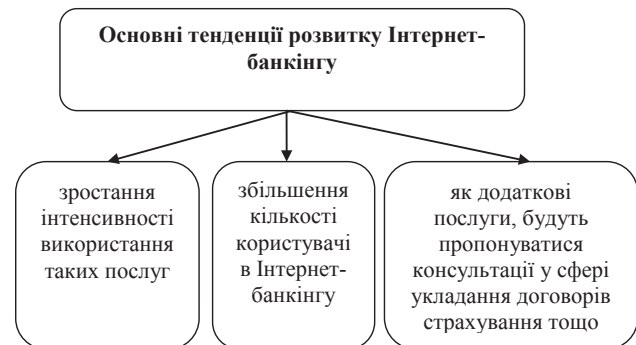 Основні тенденції розвитку Інтернет-
банкінгу
зростання
інтенсивності
використання
таких послуг
збільшення
кількості
користувачі
в Інтернет-
банкінгу
як додаткові
послуги, будуть
пропонуватися
консультації у сфері
укладання договорів
страхування тощо